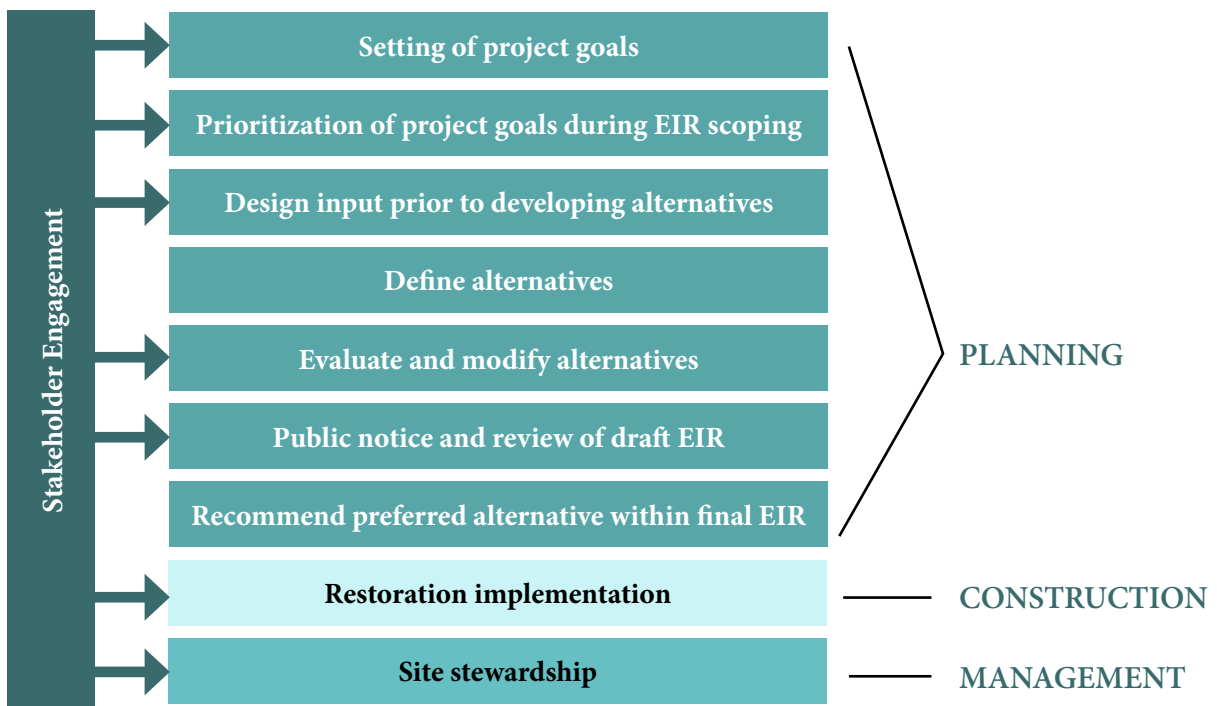 Stakeholder Engagement
Setting of project goals
Prioritization of project goals during EIR scoping
Design input prior to developing alternatives
Define alternatives
Evaluate and modify alternatives
Public notice and review of draft EIR
Recommend preferred alternative within final EIR
Restoration implementation
Site stewardship
PLANNING
CONSTRUCTION
MANAGEMENT